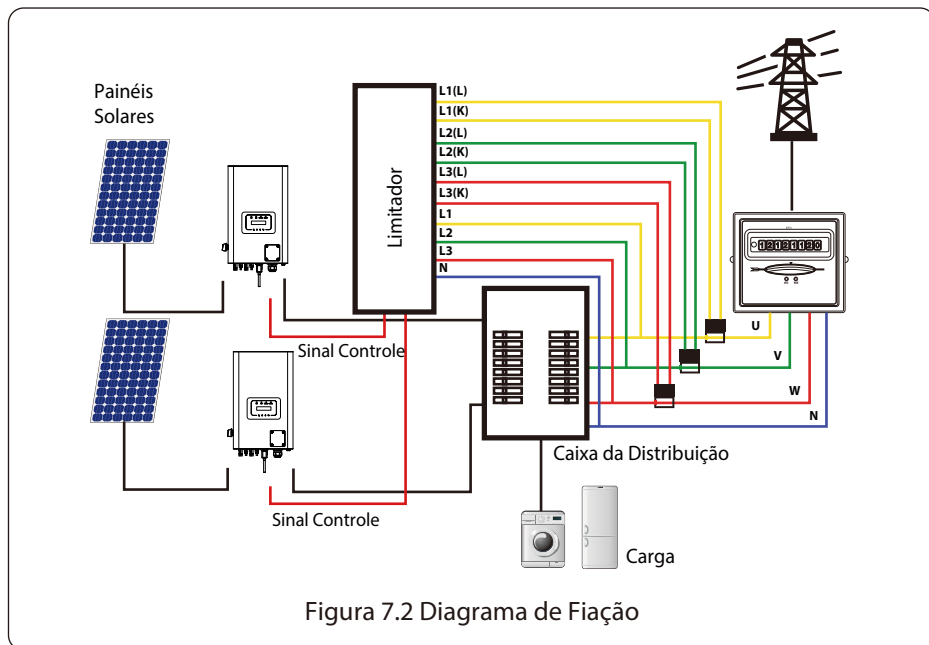 Painéis
Solares
Limitador
L1(L)
L1(K)
L2(L)
L2(K)
L3(L)
L3(K)
L1
L2
L3
N
12121120
U
V
W
N
Sinal Controle
Sinal Controle
Caixa da Distribuição
Carga
Figura 7.2 Diagrama de Fiação